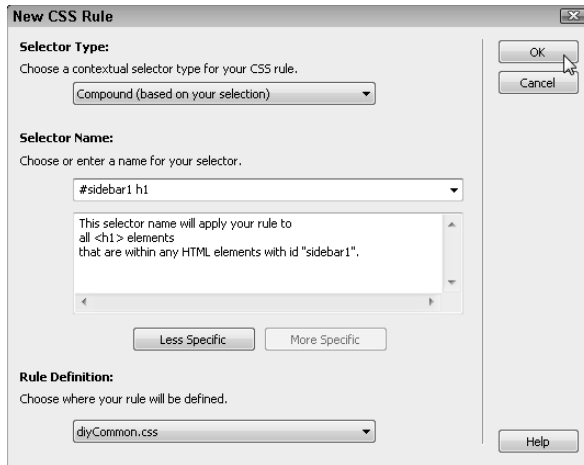 New CSS Rule
Selector Type:
Choose a contextual selector type for your CSS rule.
Compound (based on your selection)
Selector Name:
Choose or enter a name for your selector.
#sidebar1 h1
This selector name will apply your rule to
all <h1> elements
that are within any HTML elements with id "sidebar1".
Less Specific
More Specific
Rule Definition:
Choose where your rule will be defined.
diyCommon.css
OK
Cancel
Help